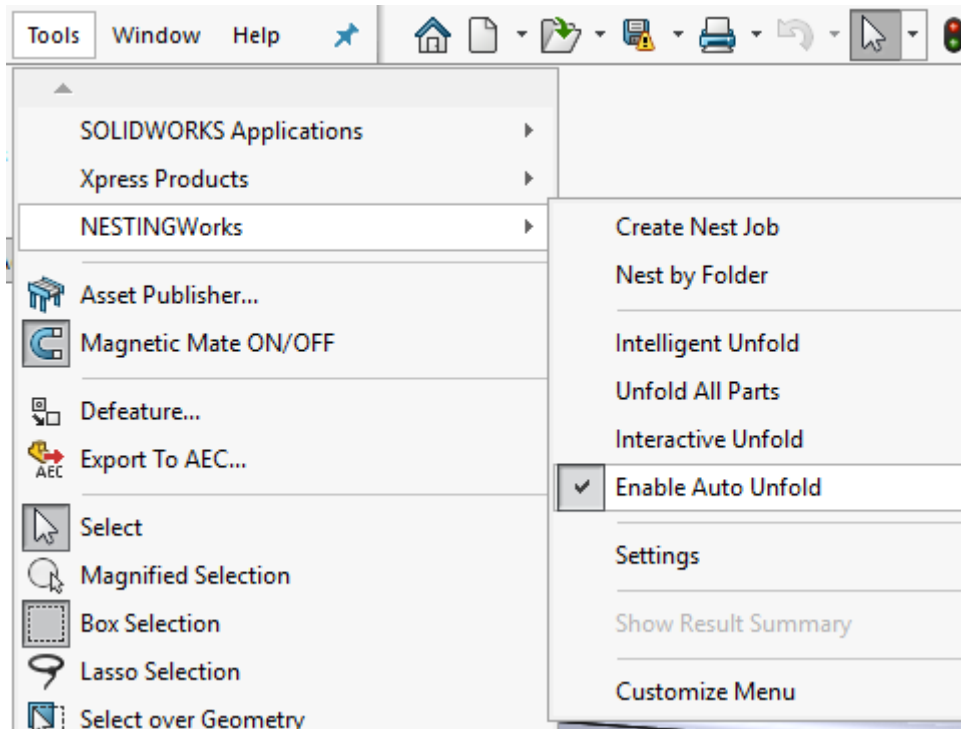 Tools Window Help
SOLIDWORKS Applications
Xpress Products
NESTINGWorks
Asset Publisher...
Magnetic Mate ON/OFF
Defeature...
AEC Export To AEC...
Select
Magnified Selection
Box Selection
Lasso Selection
Select over Geometry
Create Nest Job
Nest by Folder
Intelligent Unfold
Unfold All Parts
Interactive Unfold
Enable Auto Unfold
Settings
Show Result Summary
Customize Menu